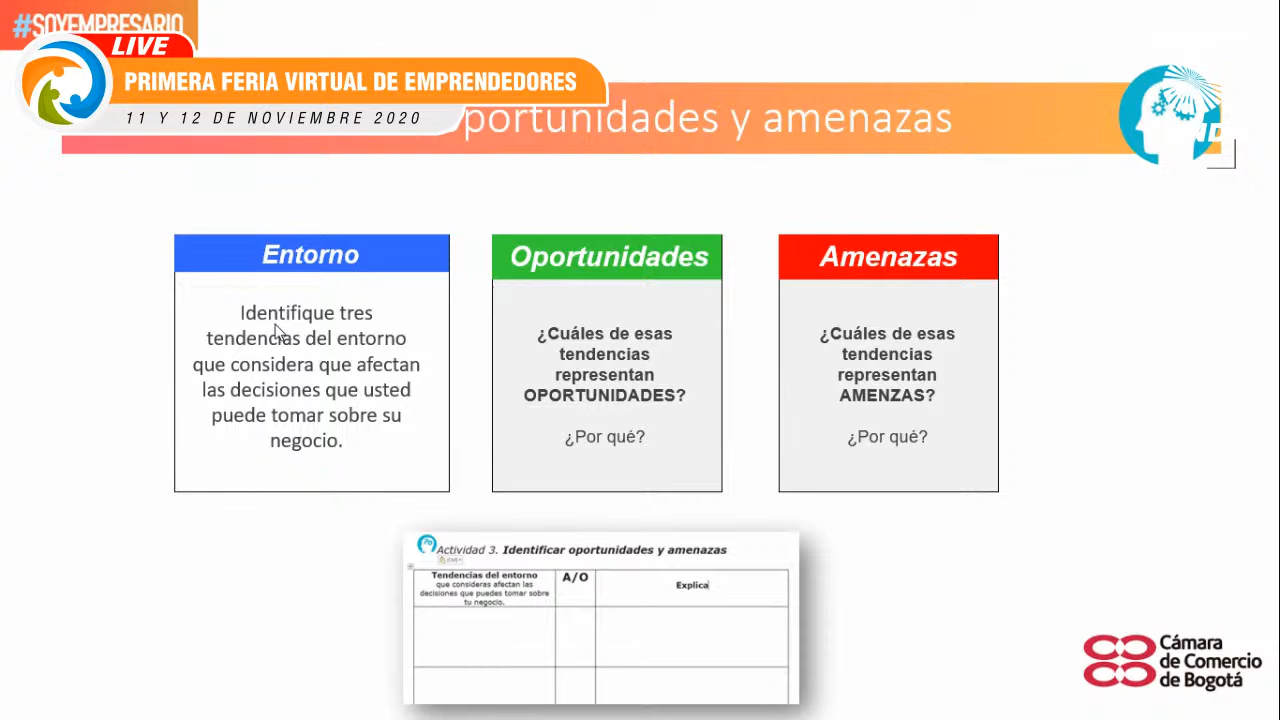 #SOYEMPRESARIO
LIVE
PRIMERA FERIA VIRTUAL DE EMPRENDEDORES
11 Y 12 DE NOVIEMBRE 2020
portunidades y amenazas
Entorno
Identifique tres
tendencias del entorno
que considera que afectan
las decisiones que usted
puede tomar sobre su
negocio.
Oportunidades
¿Cuáles de esas
tendencias
representan
OPORTUNIDADES?
¿Por qué?
Amenazas
¿Cuáles de esas
tendencias
representan
AMENZAS?
¿Por qué?
Actividad 3. Identificar oportunidades y amenazas
Tendencias del entorno
que consideras afectan las
decisiones que puedes tomar sobre
tu negocio.
A/O
Explica
Cámara
de Comercio
de Bogotá